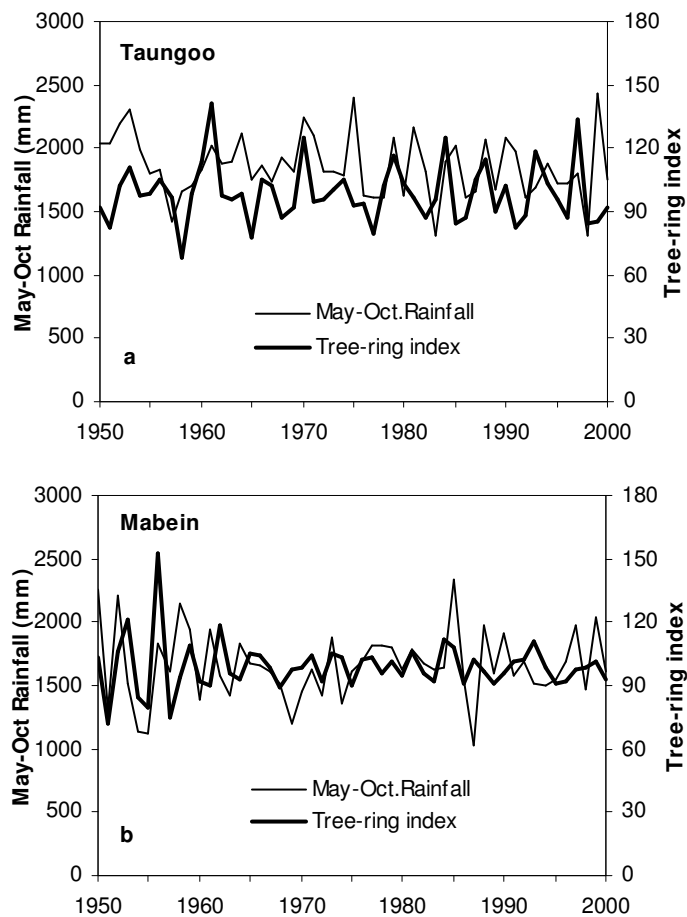 3000
2500
2000
1500
1000
500
0
May-Oct Rainfall (mm)
Taungoo
May-Oct.Rainfall
Tree-ring index
a
180
150
120
90
60
30
0
Tree-ring index
1950 1960 1970 1980 1990 2000
3000
2500
2000
1500
1000
500
0
May-Oct Rainfall (mm)
Mabein
May-Oct.Rainfall
Tree-ring index
b
180
150
120
90
60
30
0
Tree-ring index
1950 1960 1970 1980 1990 2000